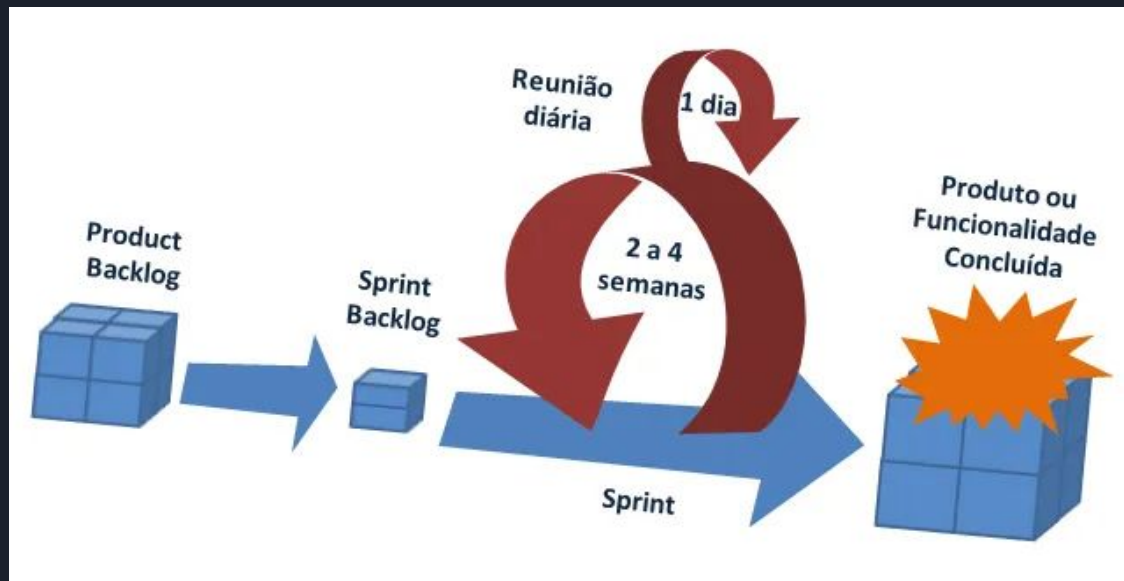 Product
Backlog
Sprint
Backlog
Reunião
diária
1 dia
2 a 4
semanas
Sprint
Produto ou
Funcionalidade
Concluída